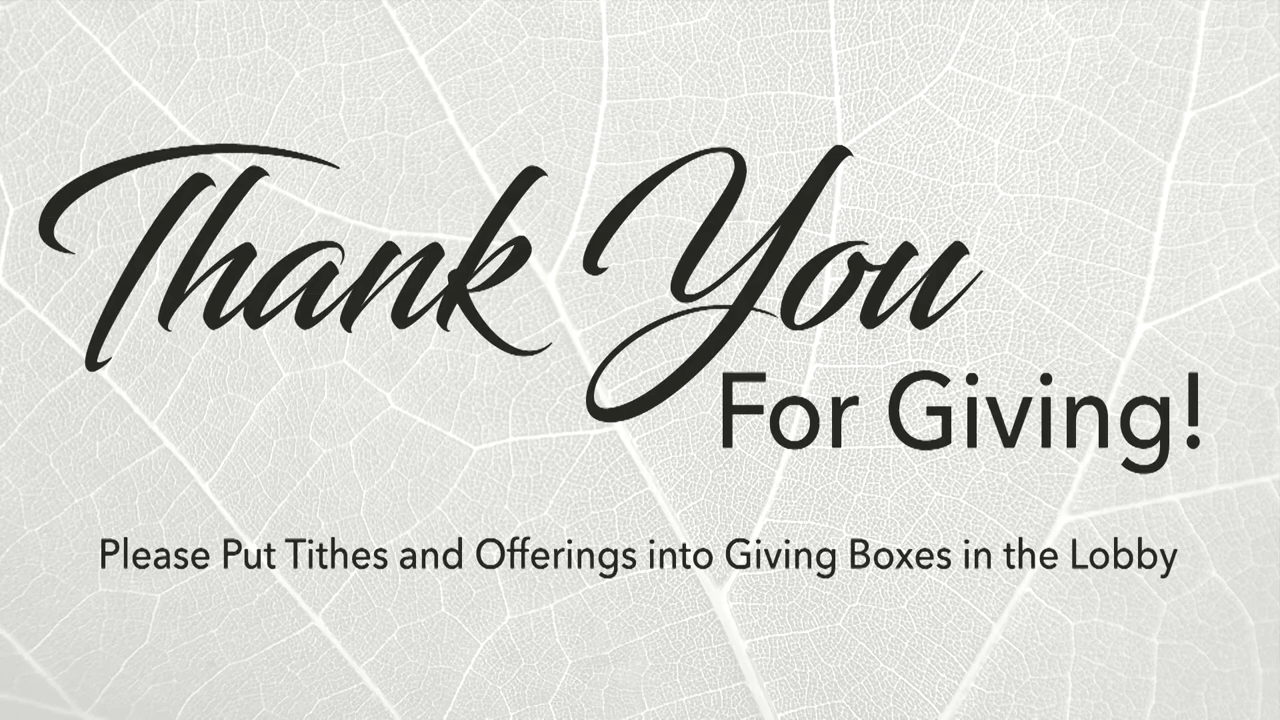 Thank You
For Giving!
Please Put Tithes and Offerings into Giving Boxes in the Lobby